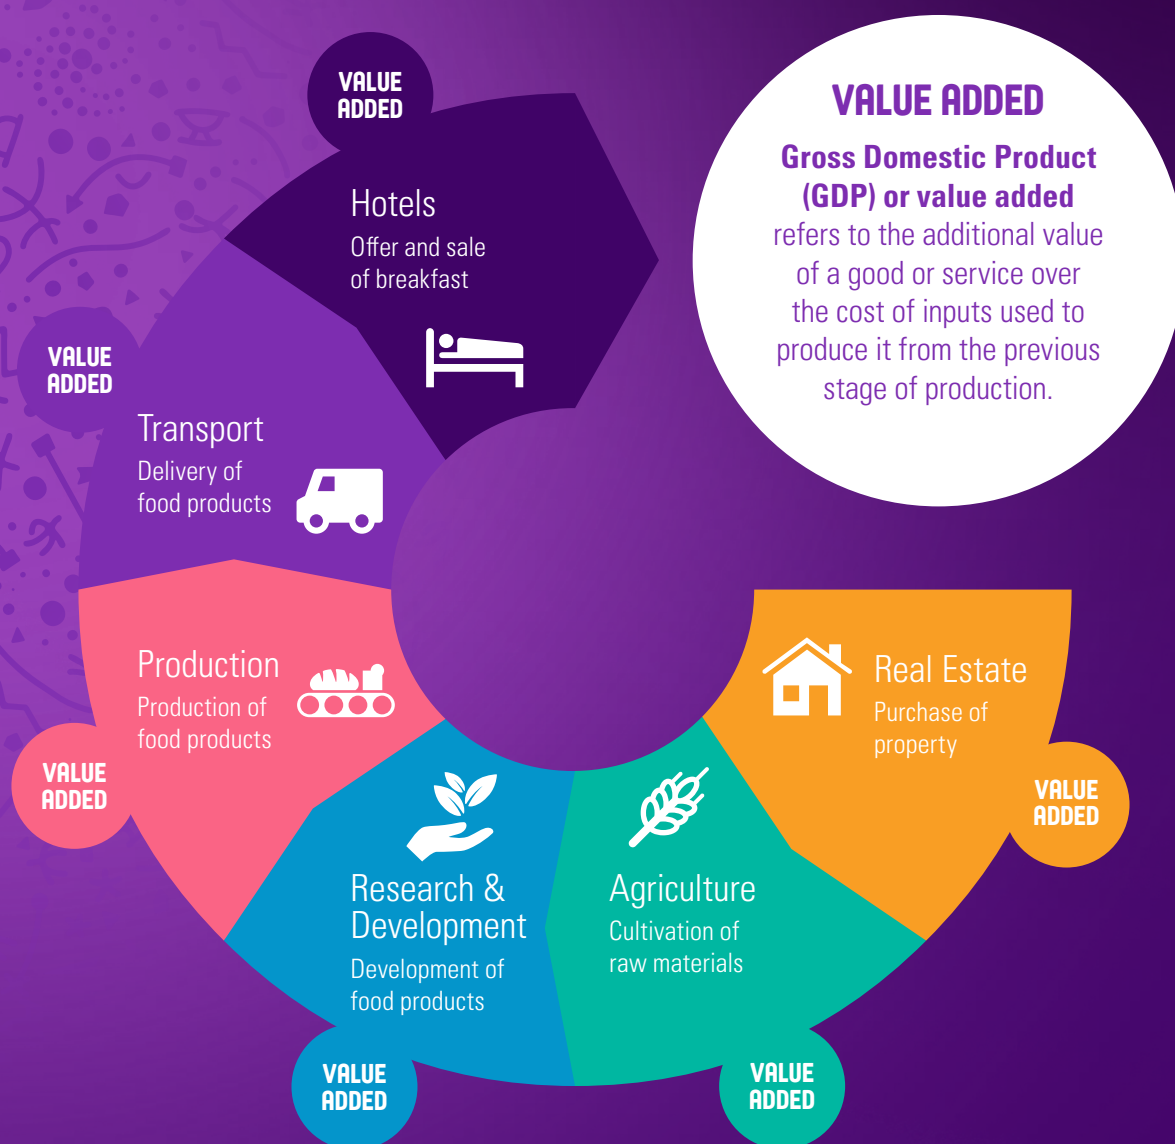 VALUE ADDED
Gross Domestic Product
(GDP) or value added
refers to the additional value
of a good or service over
the cost of inputs used to
produce it from the previous
stage of production.
VALUE
ADDED
Hotels
Offer and sale
of breakfast
VALUE
ADDED
Transport
Delivery of
food products
Production
Production of
food products
VALUE
ADDED
Research &
Development
Development of
food products
VALUE
ADDED
Agriculture
Cultivation of
raw materials
VALUE
ADDED
Real Estate
Purchase of
property
VALUE
ADDED